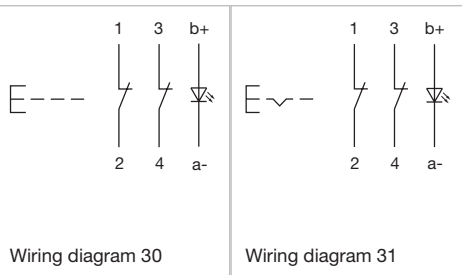 1 3 b+
2 4 a-
Wiring diagram 30
1 3 b+
2 4 a-
Wiring diagram 31